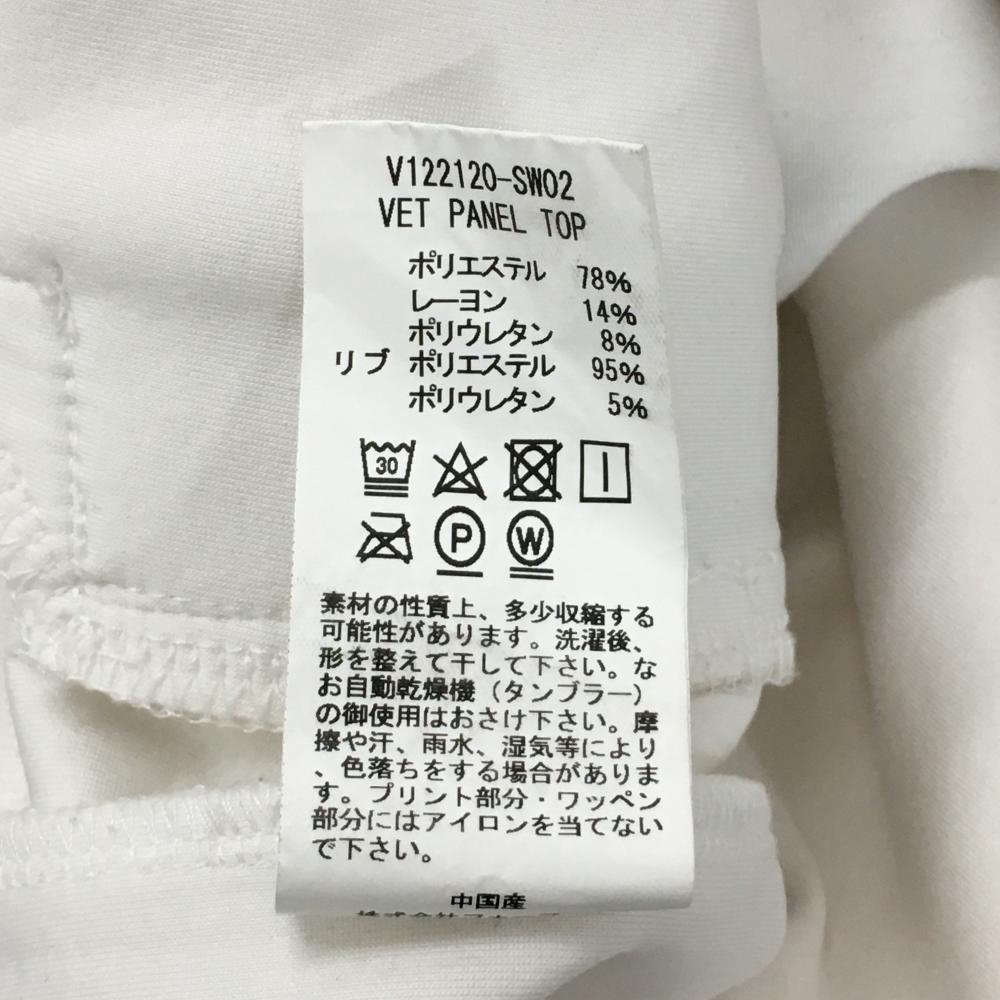 V122120-SW02
VET PANEL TOP
ポリエステル 78%
レーヨン 14%
ポリウレタン 8%
リブ ポリエステル 95%
ポリウレタン 5%
30
P W
素材の性質上、多少収縮する
可能性があります。洗濯後、
形を整えて干して下さい。な
お自動乾燥機（タンブラー）
の御使用はおさけ下さい。摩
擦や汗、雨水、湿気等により
、色落ちをする場合がありま
す。プリント部分・ワッペン
部分にはアイロンを当てない
で下さい。
中国産
株式会社